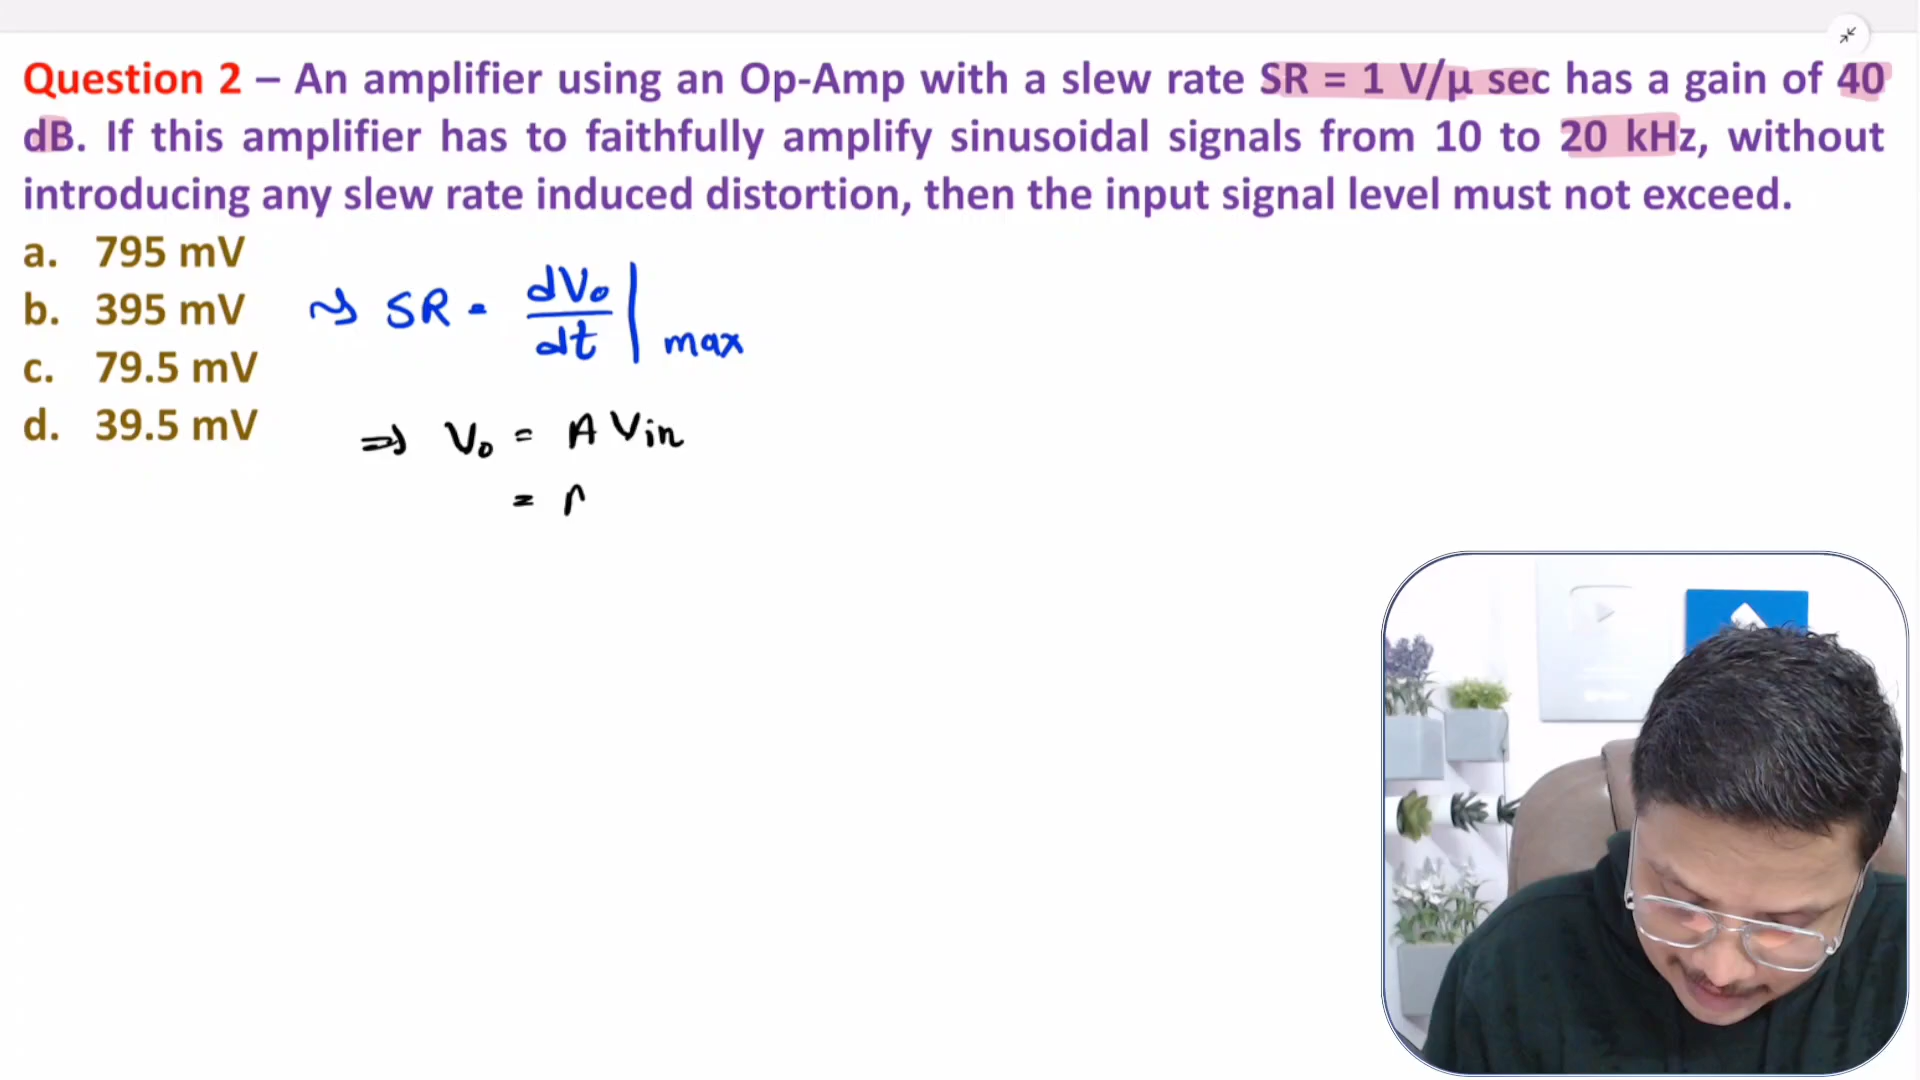 Question 2 – An amplifier using an Op-Amp with a slew rate SR = 1 V/μ sec has a gain of 40
dB. If this amplifier has to faithfully amplify sinusoidal signals from 10 to 20 kHz, without
introducing any slew rate induced distortion, then the input signal level must not exceed.
a. 795 mV
b. 395 mV
c. 79.5 mV
d. 39.5 mV
⇒ SR = dVo/dt | max
⇒ Vo = A Vin
=